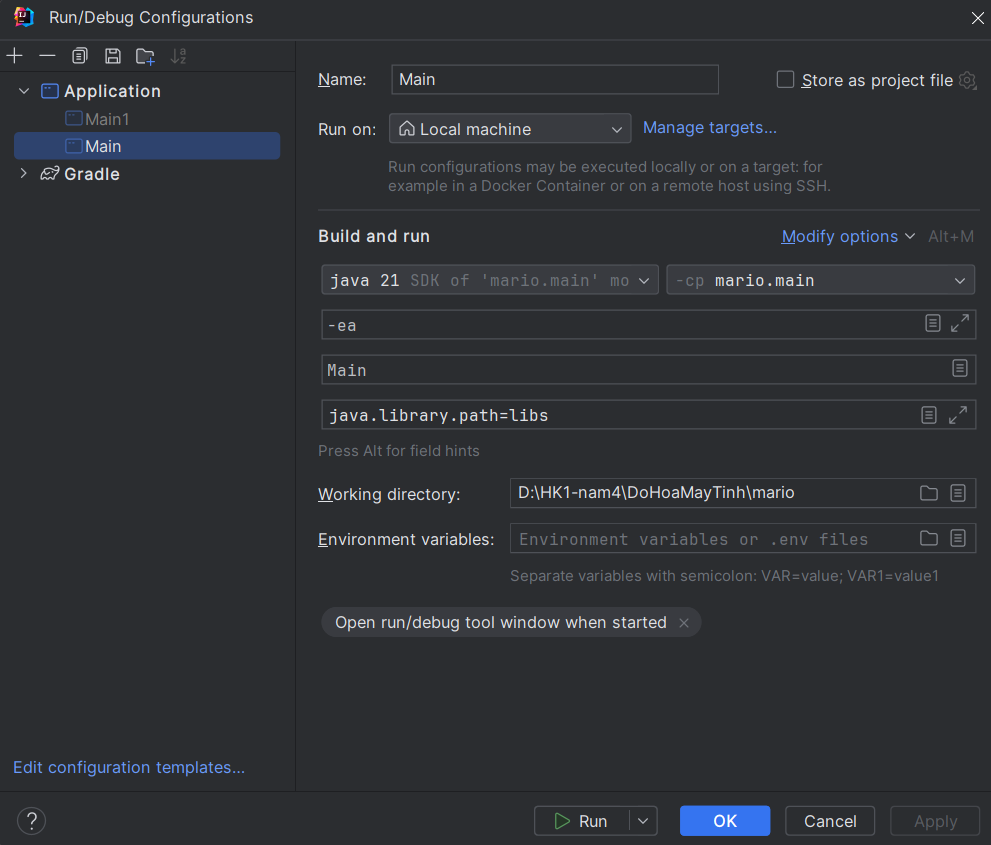 Run/Debug Configurations
Application
Main1
Main
Gradle
Edit configuration templates...
Name: Main Store as project file
Run on: Local machine Manage targets...
Run configurations may be executed locally or on a target: for
example in a Docker Container or on a remote host using SSH.
Build and run Modify options Alt+M
java 21 SDK of 'mario.main' mo -cp mario.main
-ea
Main
java.library.path=libs
Press Alt for field hints
Working directory: D:\HK1-nam4\DoHoaMayTinh\mario
Environment variables: Environment variables or .env files
Separate variables with semicolon: VAR=value; VAR1=value1
Open run/debug tool window when started
? Run OK Cancel Apply